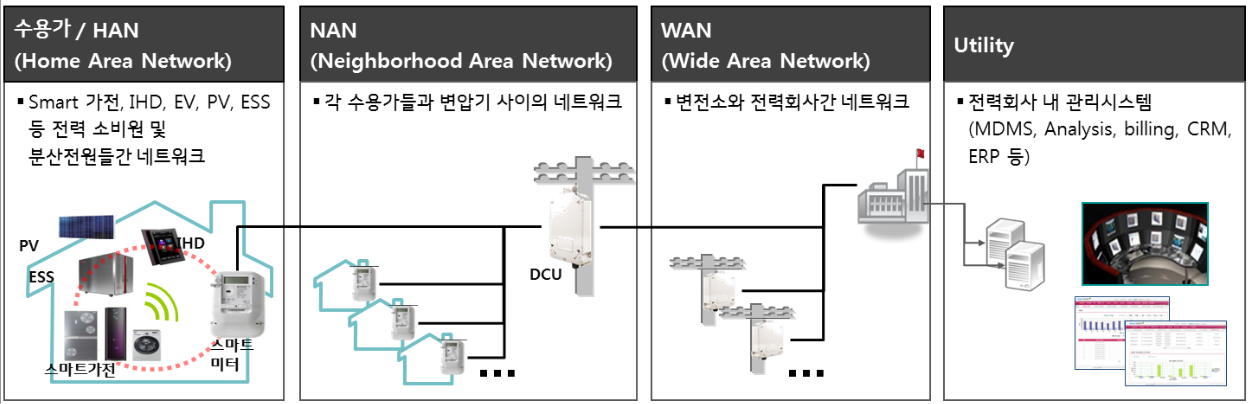 수용가 / HAN
(Home Area Network)
▪ Smart 가전, IHD, EV, PV, ESS
등 전력 소비원 및
분산전원들간 네트워크
PV
IHD
ESS
스마트
미터
스마트가전
NAN
(Neighborhood Area Network)
▪ 각 수용가들과 변압기 사이의 네트워크
DCU
...
WAN
(Wide Area Network)
▪ 변전소와 전력회사간 네트워크
...
Utility
▪ 전력회사 내 관리시스템
(MDMS, Analysis, billing, CRM,
ERP 등)